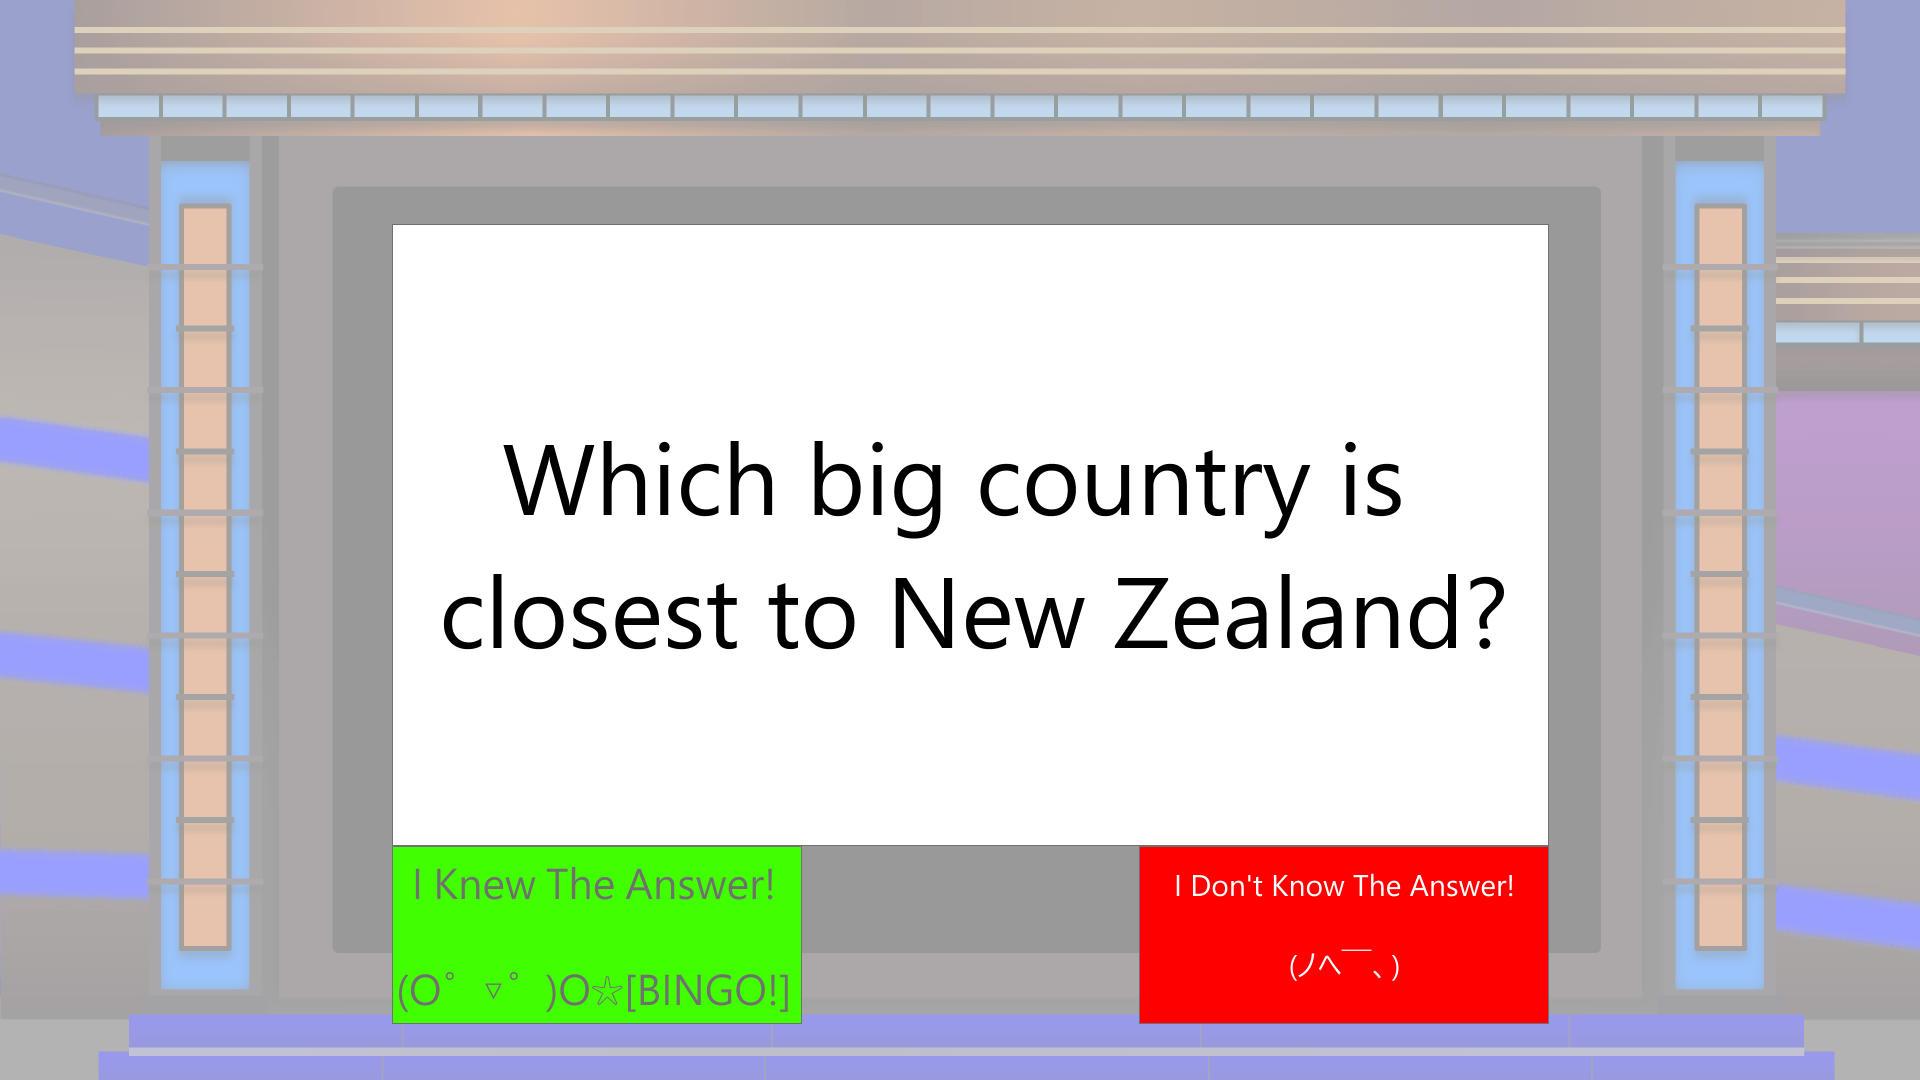 Which big country is
closest to New Zealand?
I Knew The Answer!
(O゜▿゜)O☆[BINGO!]
I Don't Know The Answer!
(ノへ￣、)